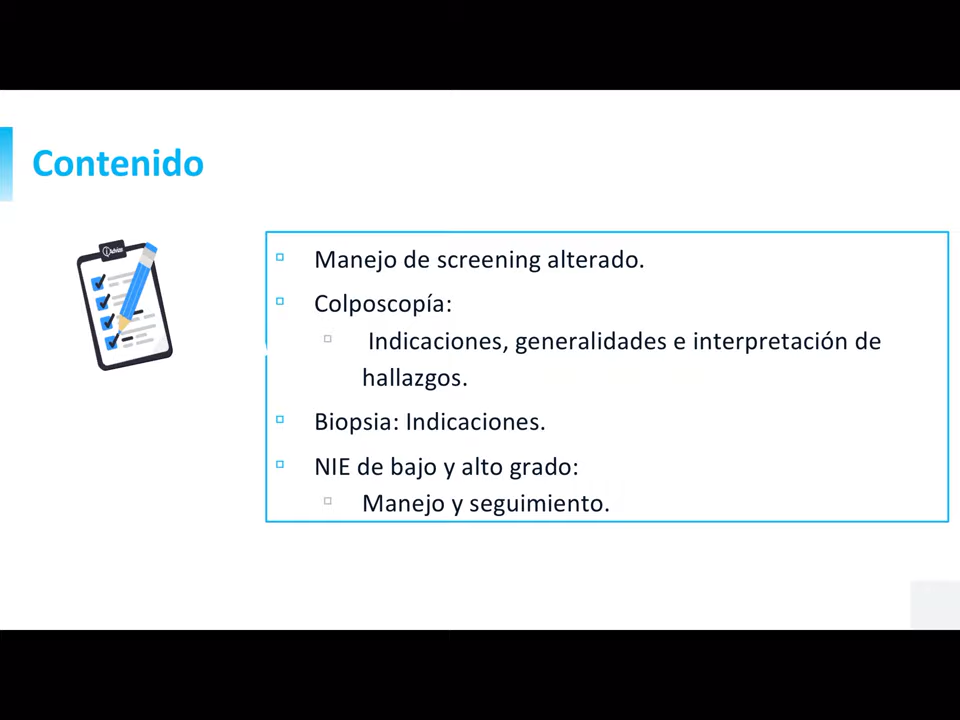 Contenido
Manejo de screening alterado.
Colposcopía:
Indicaciones, generalidades e interpretación de
hallazgos.
Biopsia: Indicaciones.
NIE de bajo y alto grado:
Manejo y seguimiento.